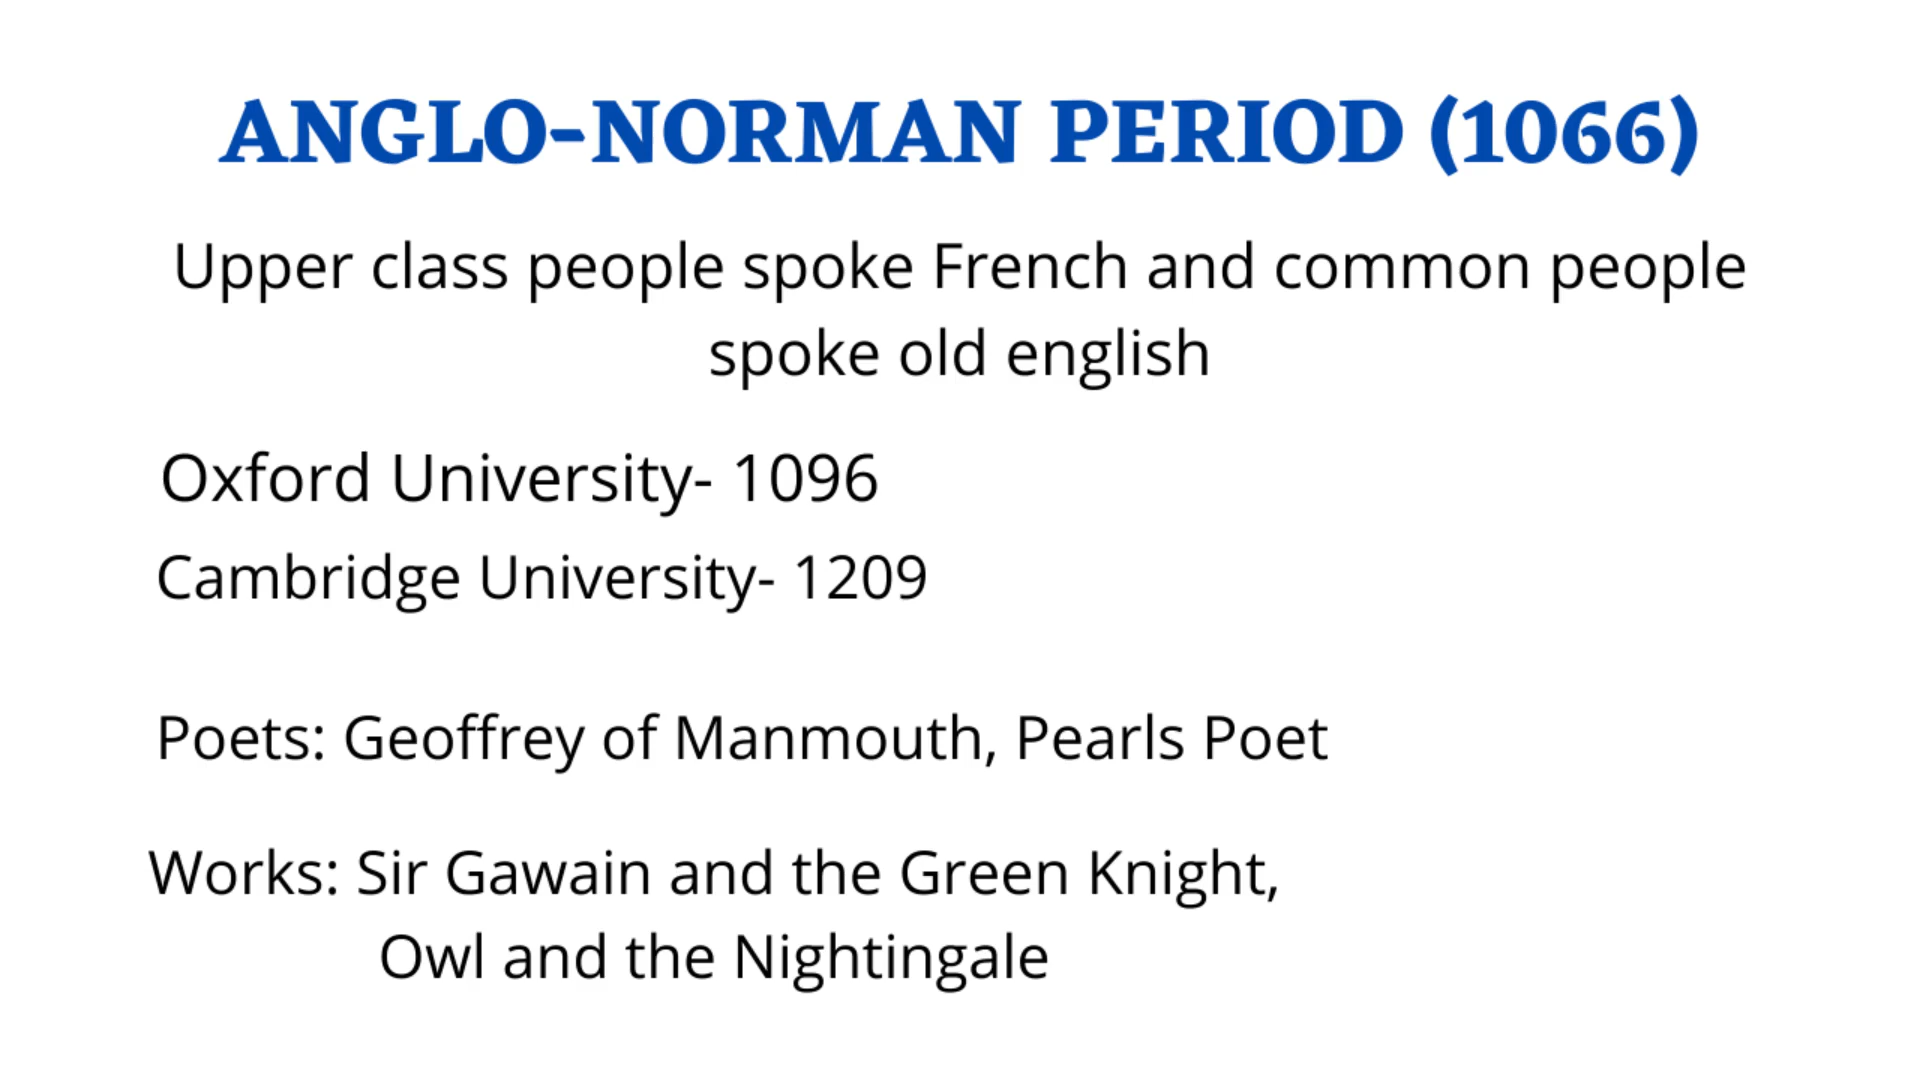 ANGLO-NORMAN PERIOD (1066)
Upper class people spoke French and common people
spoke old english
Oxford University- 1096
Cambridge University- 1209
Poets: Geoffrey of Manmouth, Pearls Poet
Works: Sir Gawain and the Green Knight,
Owl and the Nightingale